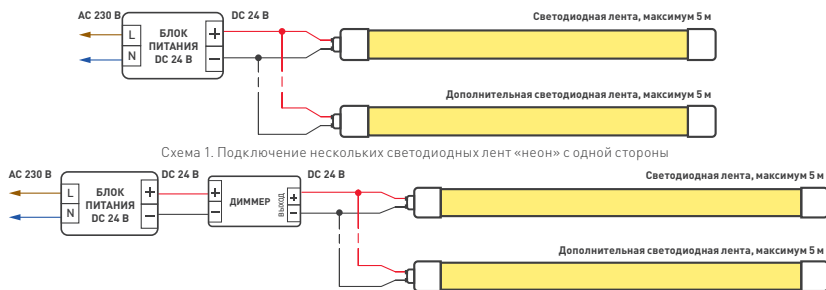 AC 230 В
DC 24 В
Светодиодная лента, максимум 5 м
L
N
БЛОК
ПИТАНИЯ
DC 24 В
+
−
Дополнительная светодиодная лента, максимум 5 м
Схема 1. Подключение нескольких светодиодных лент «неон» с одной стороны
AC 230 В
DC 24 В
DC 24 В
Светодиодная лента, максимум 5 м
L
N
БЛОК
ПИТАНИЯ
DC 24 В
+
−
+
−
ДИММЕР
ВЫХОД
+
−
Дополнительная светодиодная лента, максимум 5 м